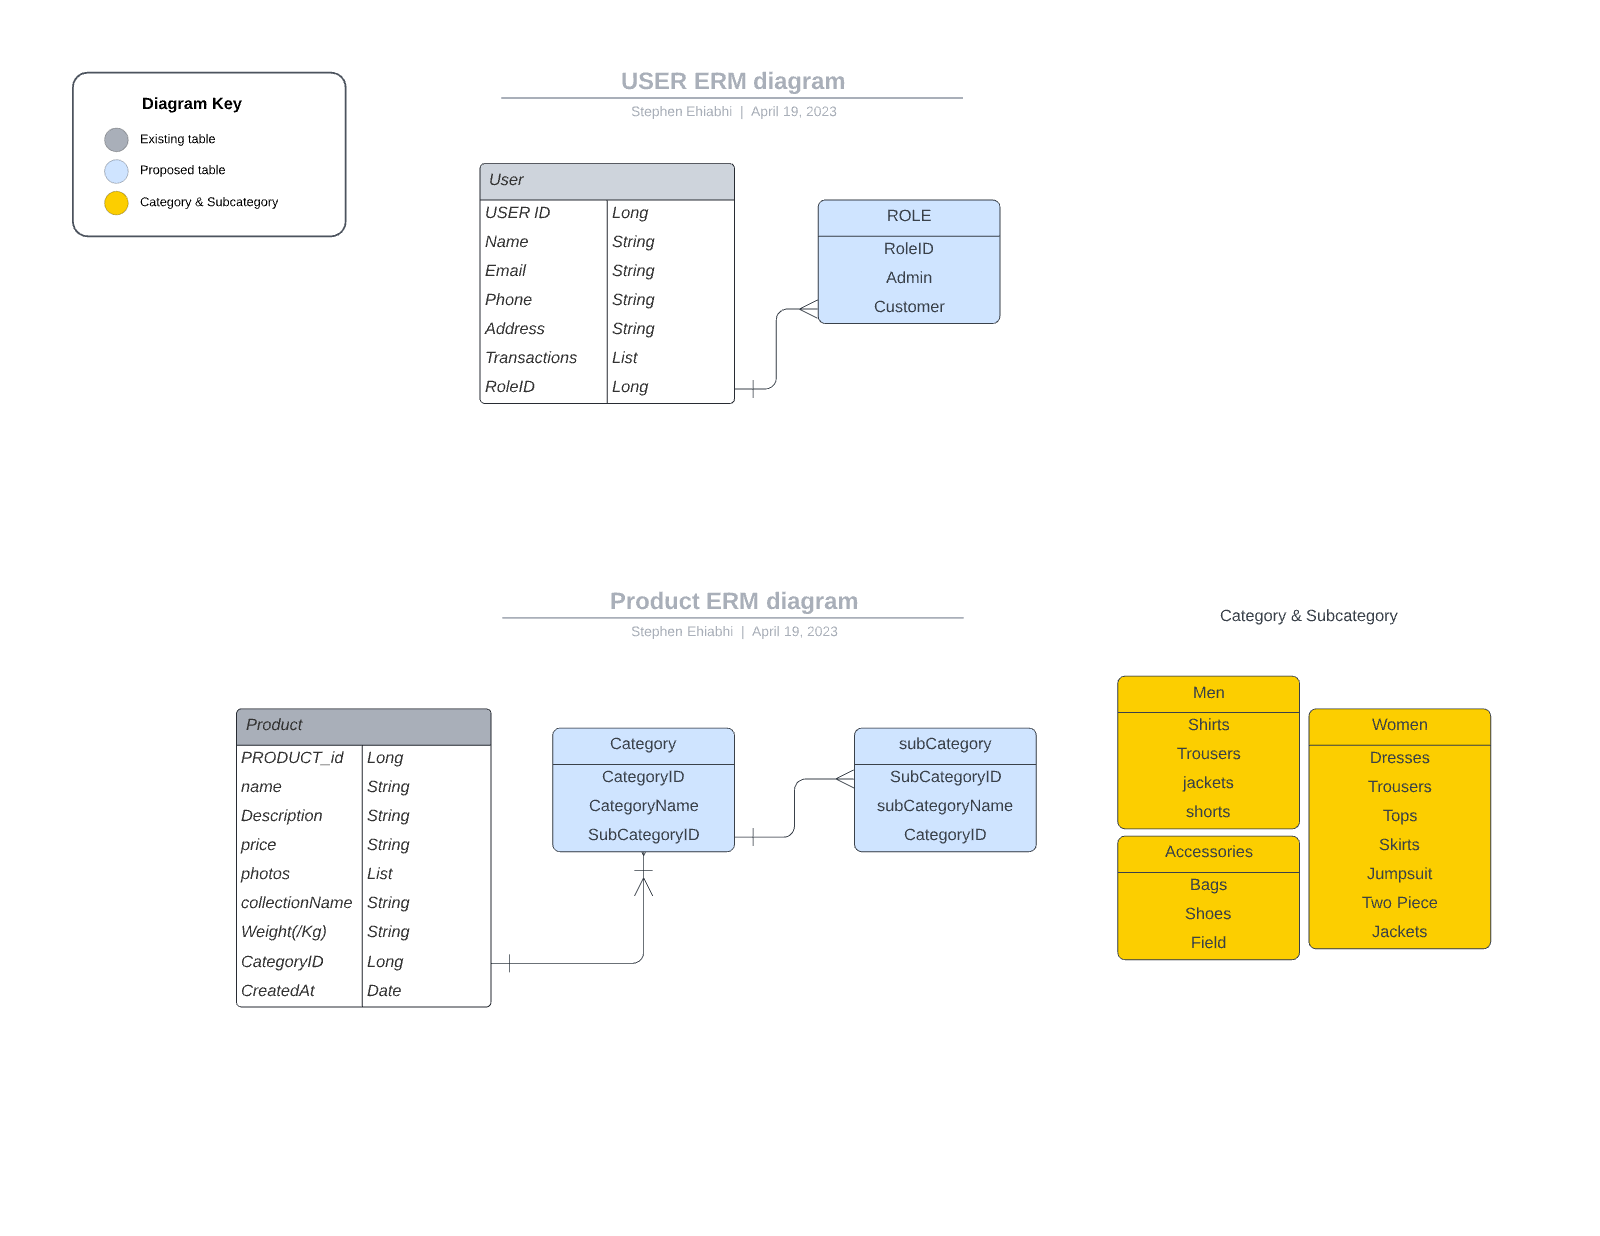 Diagram Key
Existing table
Proposed table
Category & Subcategory
USER ERM diagram
Stephen Ehiabhi | April 19, 2023
User
USER ID Long
Name String
Email String
Phone String
Address String
Transactions List
RoleID Long
ROLE
RoleID
Admin
Customer
Product ERM diagram
Stephen Ehiabhi | April 19, 2023
Product
PRODUCT_id Long
name String
Description String
price String
photos List
collectionName String
Weight(/Kg) String
CategoryID Long
CreatedAt Date
Category
CategoryID
CategoryName
SubCategoryID
subCategory
SubCategoryID
subCategoryName
CategoryID
Category & Subcategory
Men
Shirts
Trousers
jackets
shorts
Accessories
Bags
Shoes
Field
Women
Dresses
Trousers
Tops
Skirts
Jumpsuit
Two Piece
Jackets